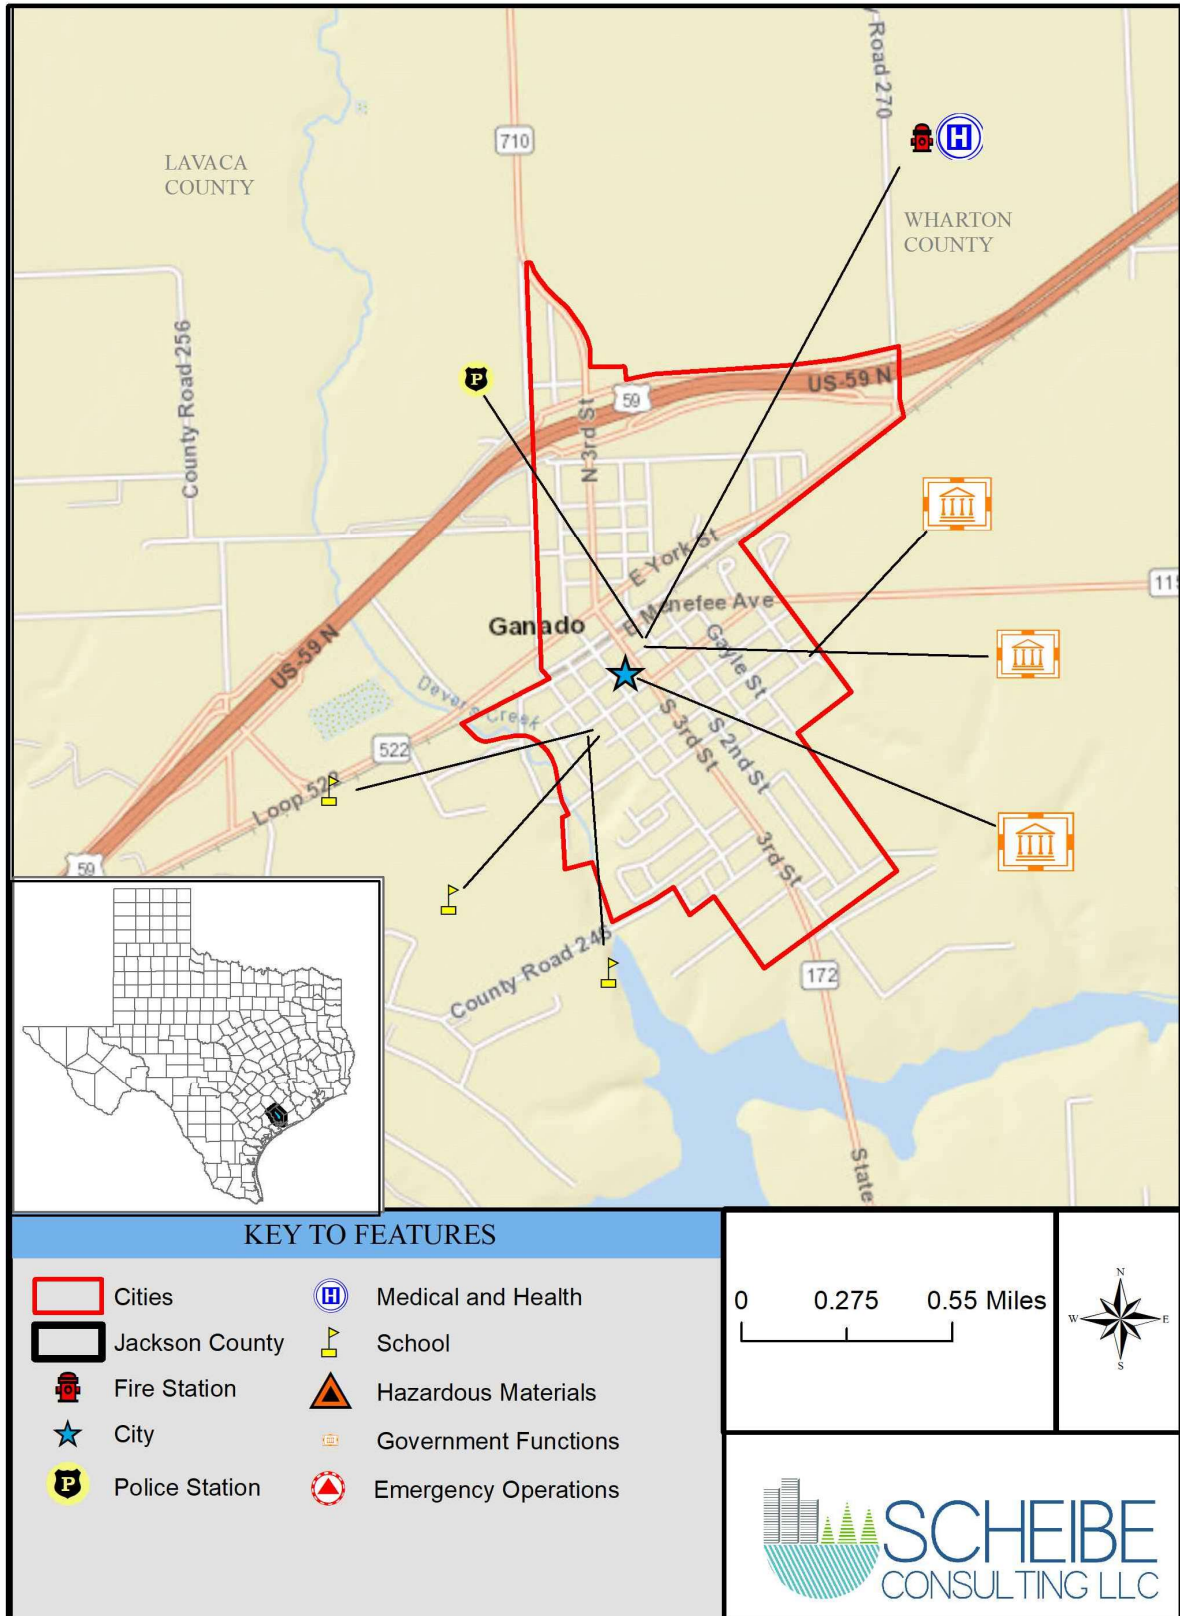 y Road 270
710
LAVACA
COUNTY
H
WHARTON
COUNTY
County Road 256
P
US-59 N
59
N 3rd St
E York St
E Menefee Ave
115
Ganado
Gayle St
US-59 N
Devers Creek
S 3rd St
S 2nd St
522
Loop 522
59
3rd St
County Road 246
172
State
KEY TO FEATURES
Cities
Jackson County
Fire Station
City
P
Police Station
H
Medical and Health
School
Hazardous Materials
Government Functions
Emergency Operations
0 0.275 0.55 Miles
N
W E
S
SCHEIBE
CONSULTING LLC